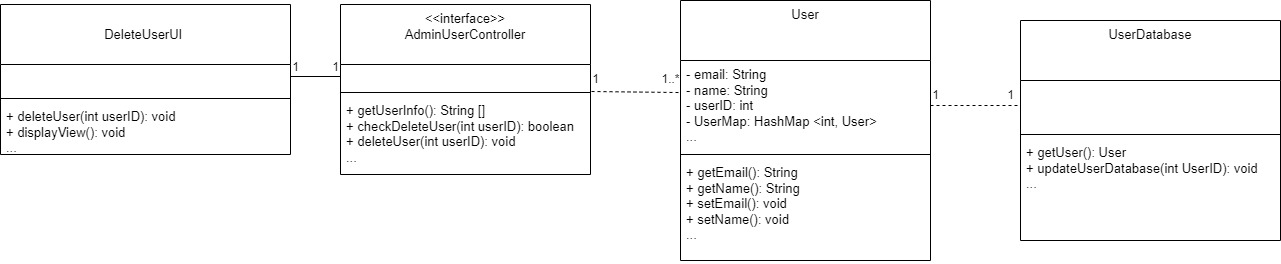 DeleteUserUI
+ deleteUser(int userID): void
+ displayView(): void
...
1
1
<<interface>>
AdminUserController
+ getUserInfo(): String []
+ checkDeleteUser(int userID): boolean
+ deleteUser(int userID): void
...
1
1..*
User
- email: String
- name: String
- userID: int
- UserMap: HashMap <int, User>
...
+ getEmail(): String
+ getName(): String
+ setEmail(): void
+ setName(): void
...
1
1
UserDatabase
+ getUser(): User
+ updateUserDatabase(int UserID): void
...